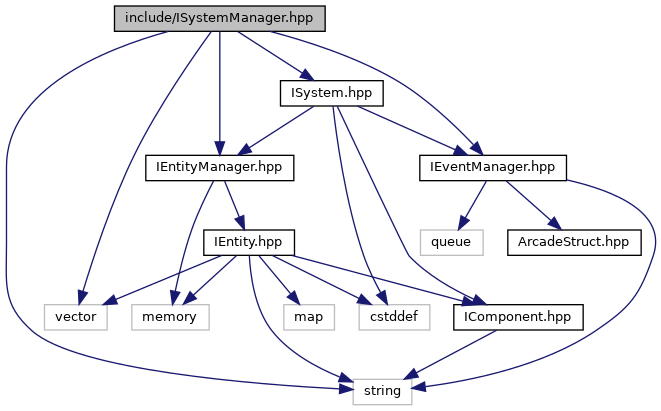 include/ISystemManager.hpp
ISystem.hpp
IEntityManager.hpp
IEventManager.hpp
IEntity.hpp
queue
ArcadeStruct.hpp
vector
memory
map
cstddef
IComponent.hpp
string